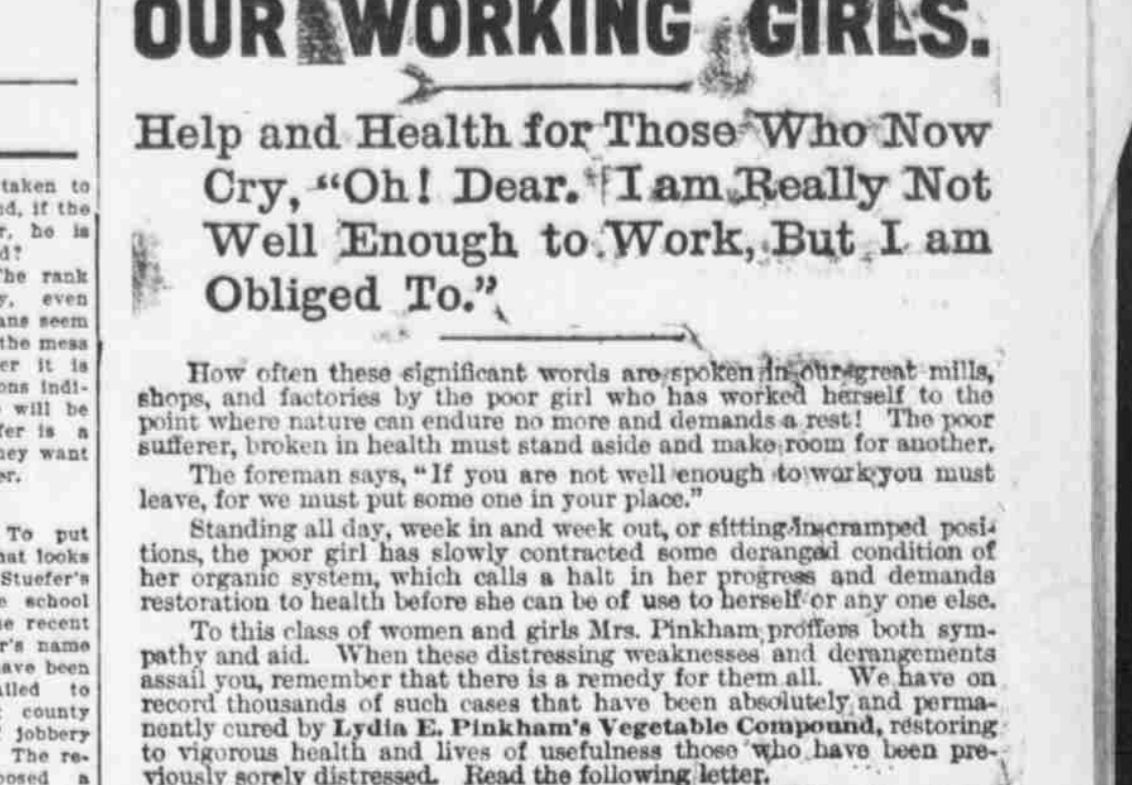 taken to
if the
he is
d?
he rank
even
ans seem
the mess
er it is
ons indi-
will be
fer is a
ey want
er.
To put
hat looks
Stuefer's
school
e recent
r's name
ave been
to
county
jobbery
The re-
posed a
OUR WORKING GIRLS.
Help and Health for Those Who Now
Cry, "Oh! Dear. I am Really Not
Well Enough to Work, But I am
Obliged To."
How often these significant words are spoken in our great mills,
shops, and factories by the poor girl who has worked herself to the
point where nature can endure no more and demands a rest! The poor
sufferer, broken in health must stand aside and make room for another.
The foreman says, "If you are not well enough to work you must
leave, for we must put some one in your place."
Standing all day, week in and week out, or sitting in cramped posi-
tions, the poor girl has slowly contracted some deranged condition of
her organic system, which calls a halt in her progress and demands
restoration to health before she can be of use to herself or any one else.
To this class of women and girls Mrs. Pinkham proffers both sym-
pathy and aid. When these distressing weaknesses and derangements
assail you, remember that there is a remedy for them all. We have on
record thousands of such cases that have been absolutely and perma-
nently cured by Lydia E. Pinkham's Vegetable Compound, restoring
to vigorous health and lives of usefulness those who have been pre-
viously sorely distressed. Read the following letter.